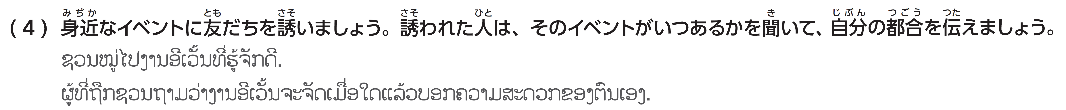 (4) 身近なイベントに友だちを誘いましょう。誘われた人は、そのイベントがいつあるかを聞いて、自分の都合を伝えましょう。
ຊວນໝູ່ໄປງານອີເວັ້ນທີ່ຮູ້ຈັກດີ.
ຜູ້ທີ່ຖືກຊວນຖາມວ່າງານອີເວັ້ນຈະຈັດເມື່ອໃດແລ້ວບອກຄວາມສະດວກຂອງຕົນເອງ.